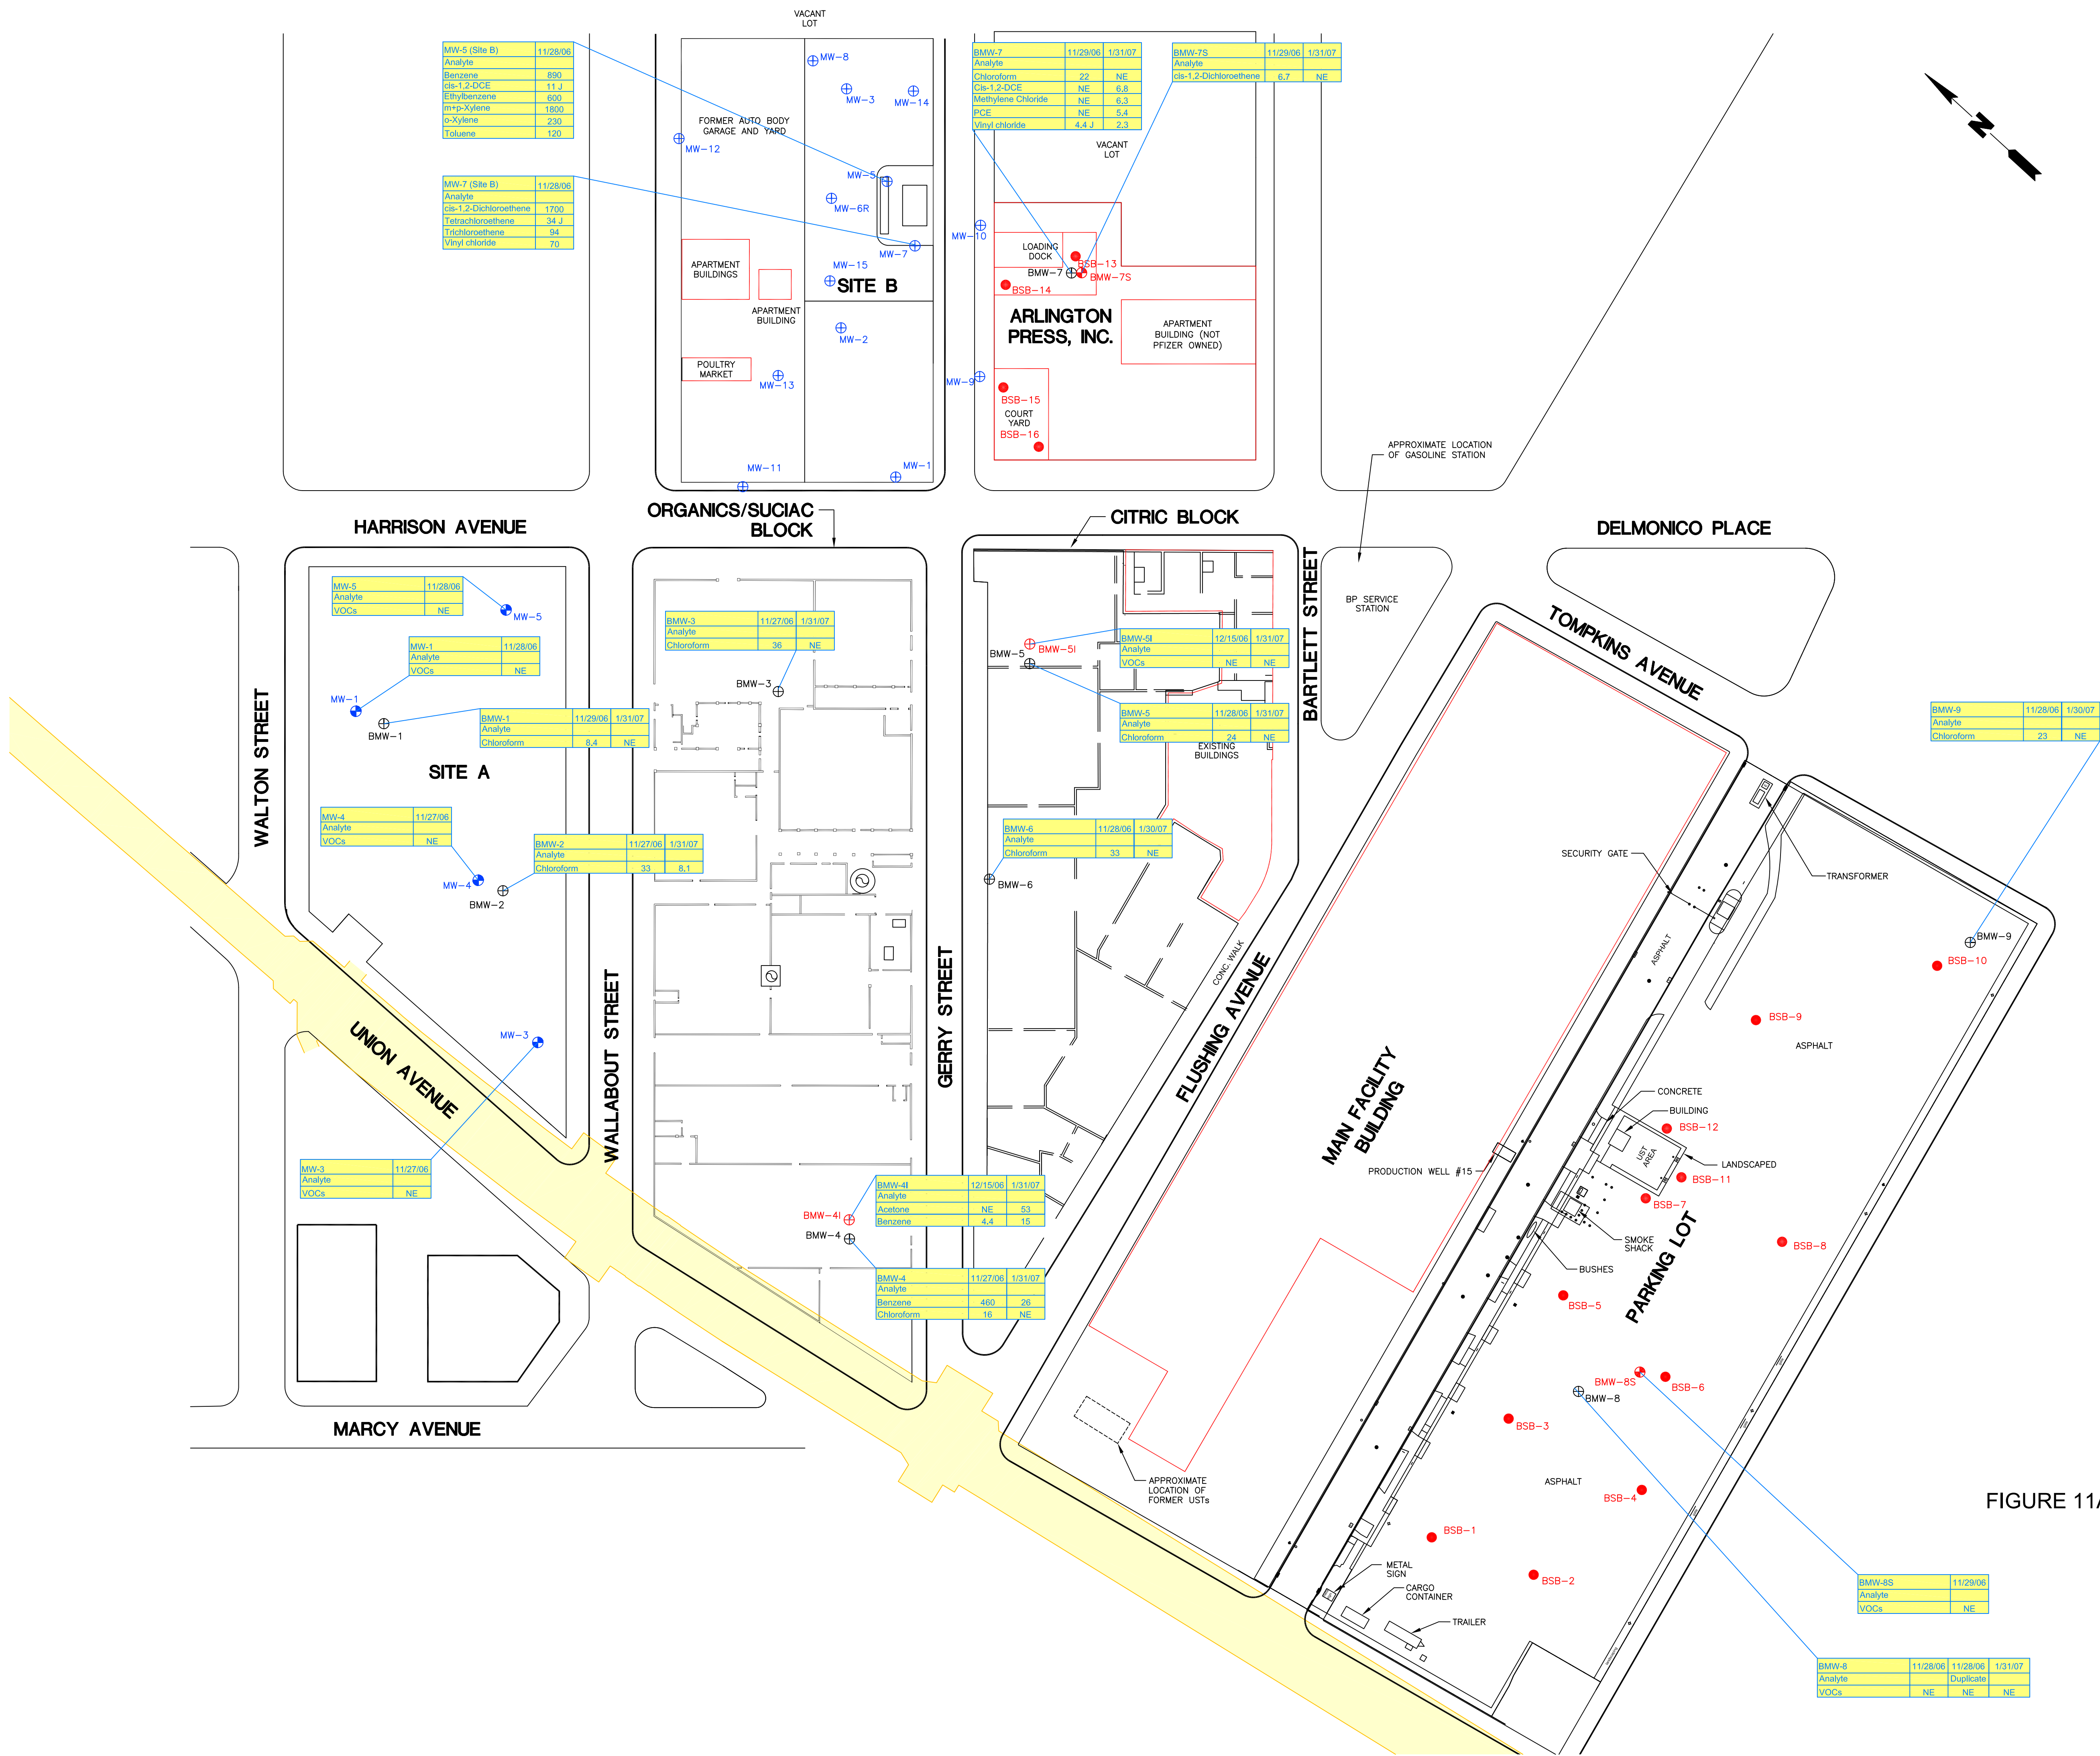 VACANT
LOT
MW-5 (Site B) 11/28/06
Analyte
Benzene 890
cis-1,2-DCE 11 J
Ethylbenzene 600
m+p-Xylene 1800
o-Xylene 230
Toluene 120
MW-7 (Site B) 11/28/06
Analyte
cis-1,2-Dichloroethene 1700
Tetrachloroethene 34 J
Trichloroethene 94
Vinyl chloride 70
MW-8
MW-3
MW-14
FORMER AUTO BODY
GARAGE AND YARD
MW-12
MW-5
MW-6R
MW-7
MW-15
SITE B
APARTMENT
BUILDINGS
APARTMENT
BUILDING
MW-2
POULTRY
MARKET
MW-13
MW-11
MW-1
BMW-7 11/29/06 1/31/07
Analyte
Chloroform 22 NE
Cis-1,2-DCE NE 6.8
Methylene Chloride NE 6.3
PCE NE 5.4
Vinyl chloride 4.4 J 2.3
BMW-7S 11/29/06 1/31/07
Analyte
cis-1,2-Dichloroethene 6.7 NE
VACANT
LOT
MW-10
LOADING
DOCK
BSB-13
BMW-7
BMW-7S
BSB-14
ARLINGTON
PRESS, INC.
APARTMENT
BUILDING (NOT
PFIZER OWNED)
MW-9
BSB-15
COURT
YARD
BSB-16
N
APPROXIMATE LOCATION
OF GASOLINE STATION
HARRISON AVENUE
ORGANICS/SUCIAC
BLOCK
CITRIC BLOCK
DELMONICO PLACE
MW-5 11/28/06
Analyte
VOCs NE
MW-5
MW-1 11/28/06
Analyte
VOCs NE
MW-1
BMW-1
BMW-1 11/29/06 1/31/07
Analyte
Chloroform 8.4 NE
SITE A
WALTON STREET
MW-4 11/27/06
Analyte
VOCs NE
MW-4
BMW-2
BMW-2 11/27/06 1/31/07
Analyte
Chloroform 33 8.1
MW-3
UNION AVENUE
WALLABOUT STREET
MW-3 11/27/06
Analyte
VOCs NE
MARCY AVENUE
BMW-3 11/27/06 1/31/07
Analyte
Chloroform 36 NE
BMW-3
BMW-5
BMW-5I
BMW-5I 12/15/06 1/31/07
Analyte
VOCs NE NE
BMW-5 11/28/06 1/31/07
Analyte
Chloroform 24 NE
EXISTING
BUILDINGS
BMW-6 11/28/06 1/30/07
Analyte
Chloroform 33 NE
BMW-6
BARTLETT STREET
BP SERVICE
STATION
TOMPKINS AVENUE
GERRY STREET
CONC. WALK
FLUSHING AVENUE
BMW-4I
BMW-4
BMW-4I 12/15/06 1/31/07
Analyte
Acetone NE 53
Benzene 4.4 15
BMW-4 11/27/06 1/31/07
Analyte
Benzene 460 26
Chloroform 16 NE
MAIN FACILITY
BUILDING
PRODUCTION WELL #15
APPROXIMATE
LOCATION OF
FORMER USTs
BMW-9 11/28/06 1/30/07
Analyte
Chloroform 23 NE
SECURITY GATE
TRANSFORMER
ASPHALT
BMW-9
BSB-10
BSB-9
ASPHALT
CONCRETE
BUILDING
BSB-12
UST
AREA
LANDSCAPED
BSB-11
BSB-7
SMOKE
SHACK
BUSHES
PARKING LOT
BSB-8
BSB-5
BMW-8S
BMW-8
BSB-6
BSB-3
ASPHALT
BSB-4
BSB-1
BSB-2
METAL
SIGN
CARGO
CONTAINER
TRAILER
FIGURE 11A
BMW-8S 11/29/06
Analyte
VOCs NE
BMW-8 11/28/06 11/28/06 1/31/07
Analyte Duplicate
VOCs NE NE NE